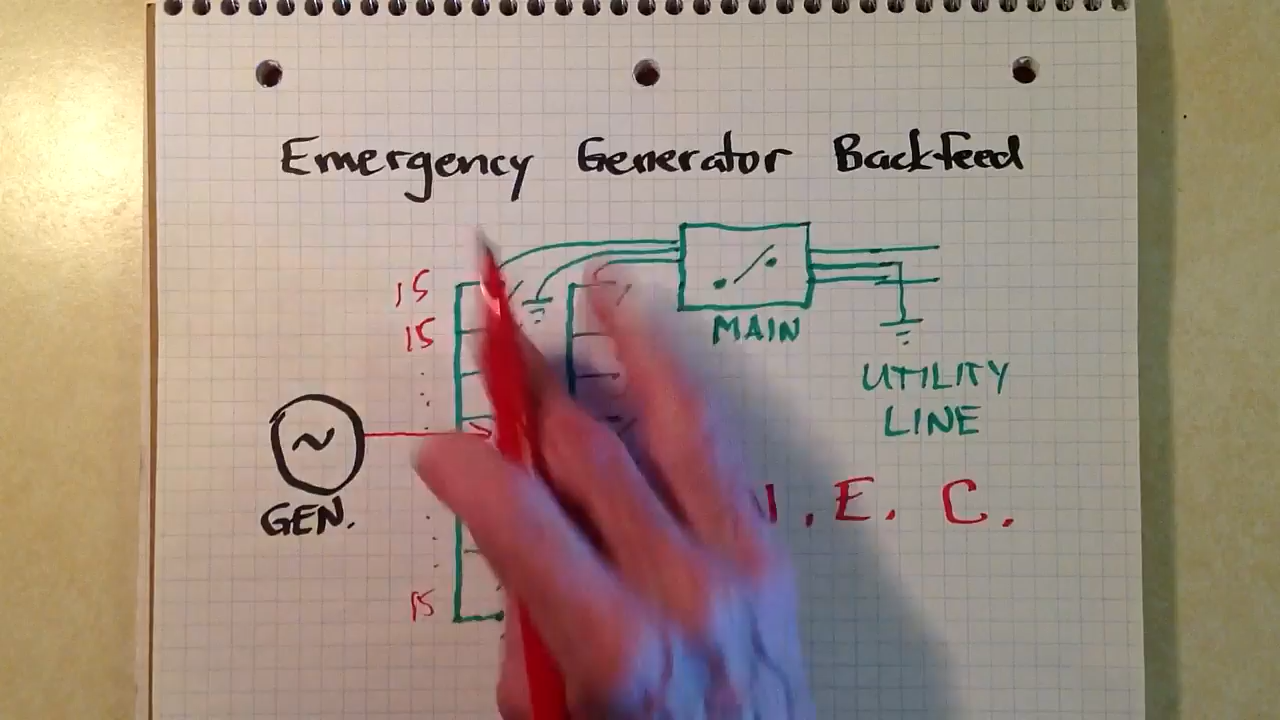 Emergency Generator Backfeed
15
15
MAIN
UTILITY
LINE
~
GEN.
. E. C.
15